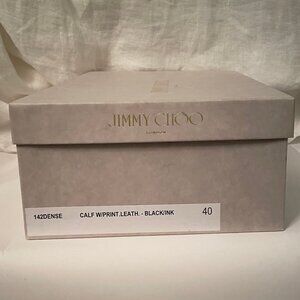 JIMMY CHOO
142DENSE CALF W/PRINT.LEATH. - BLACK/INK 40